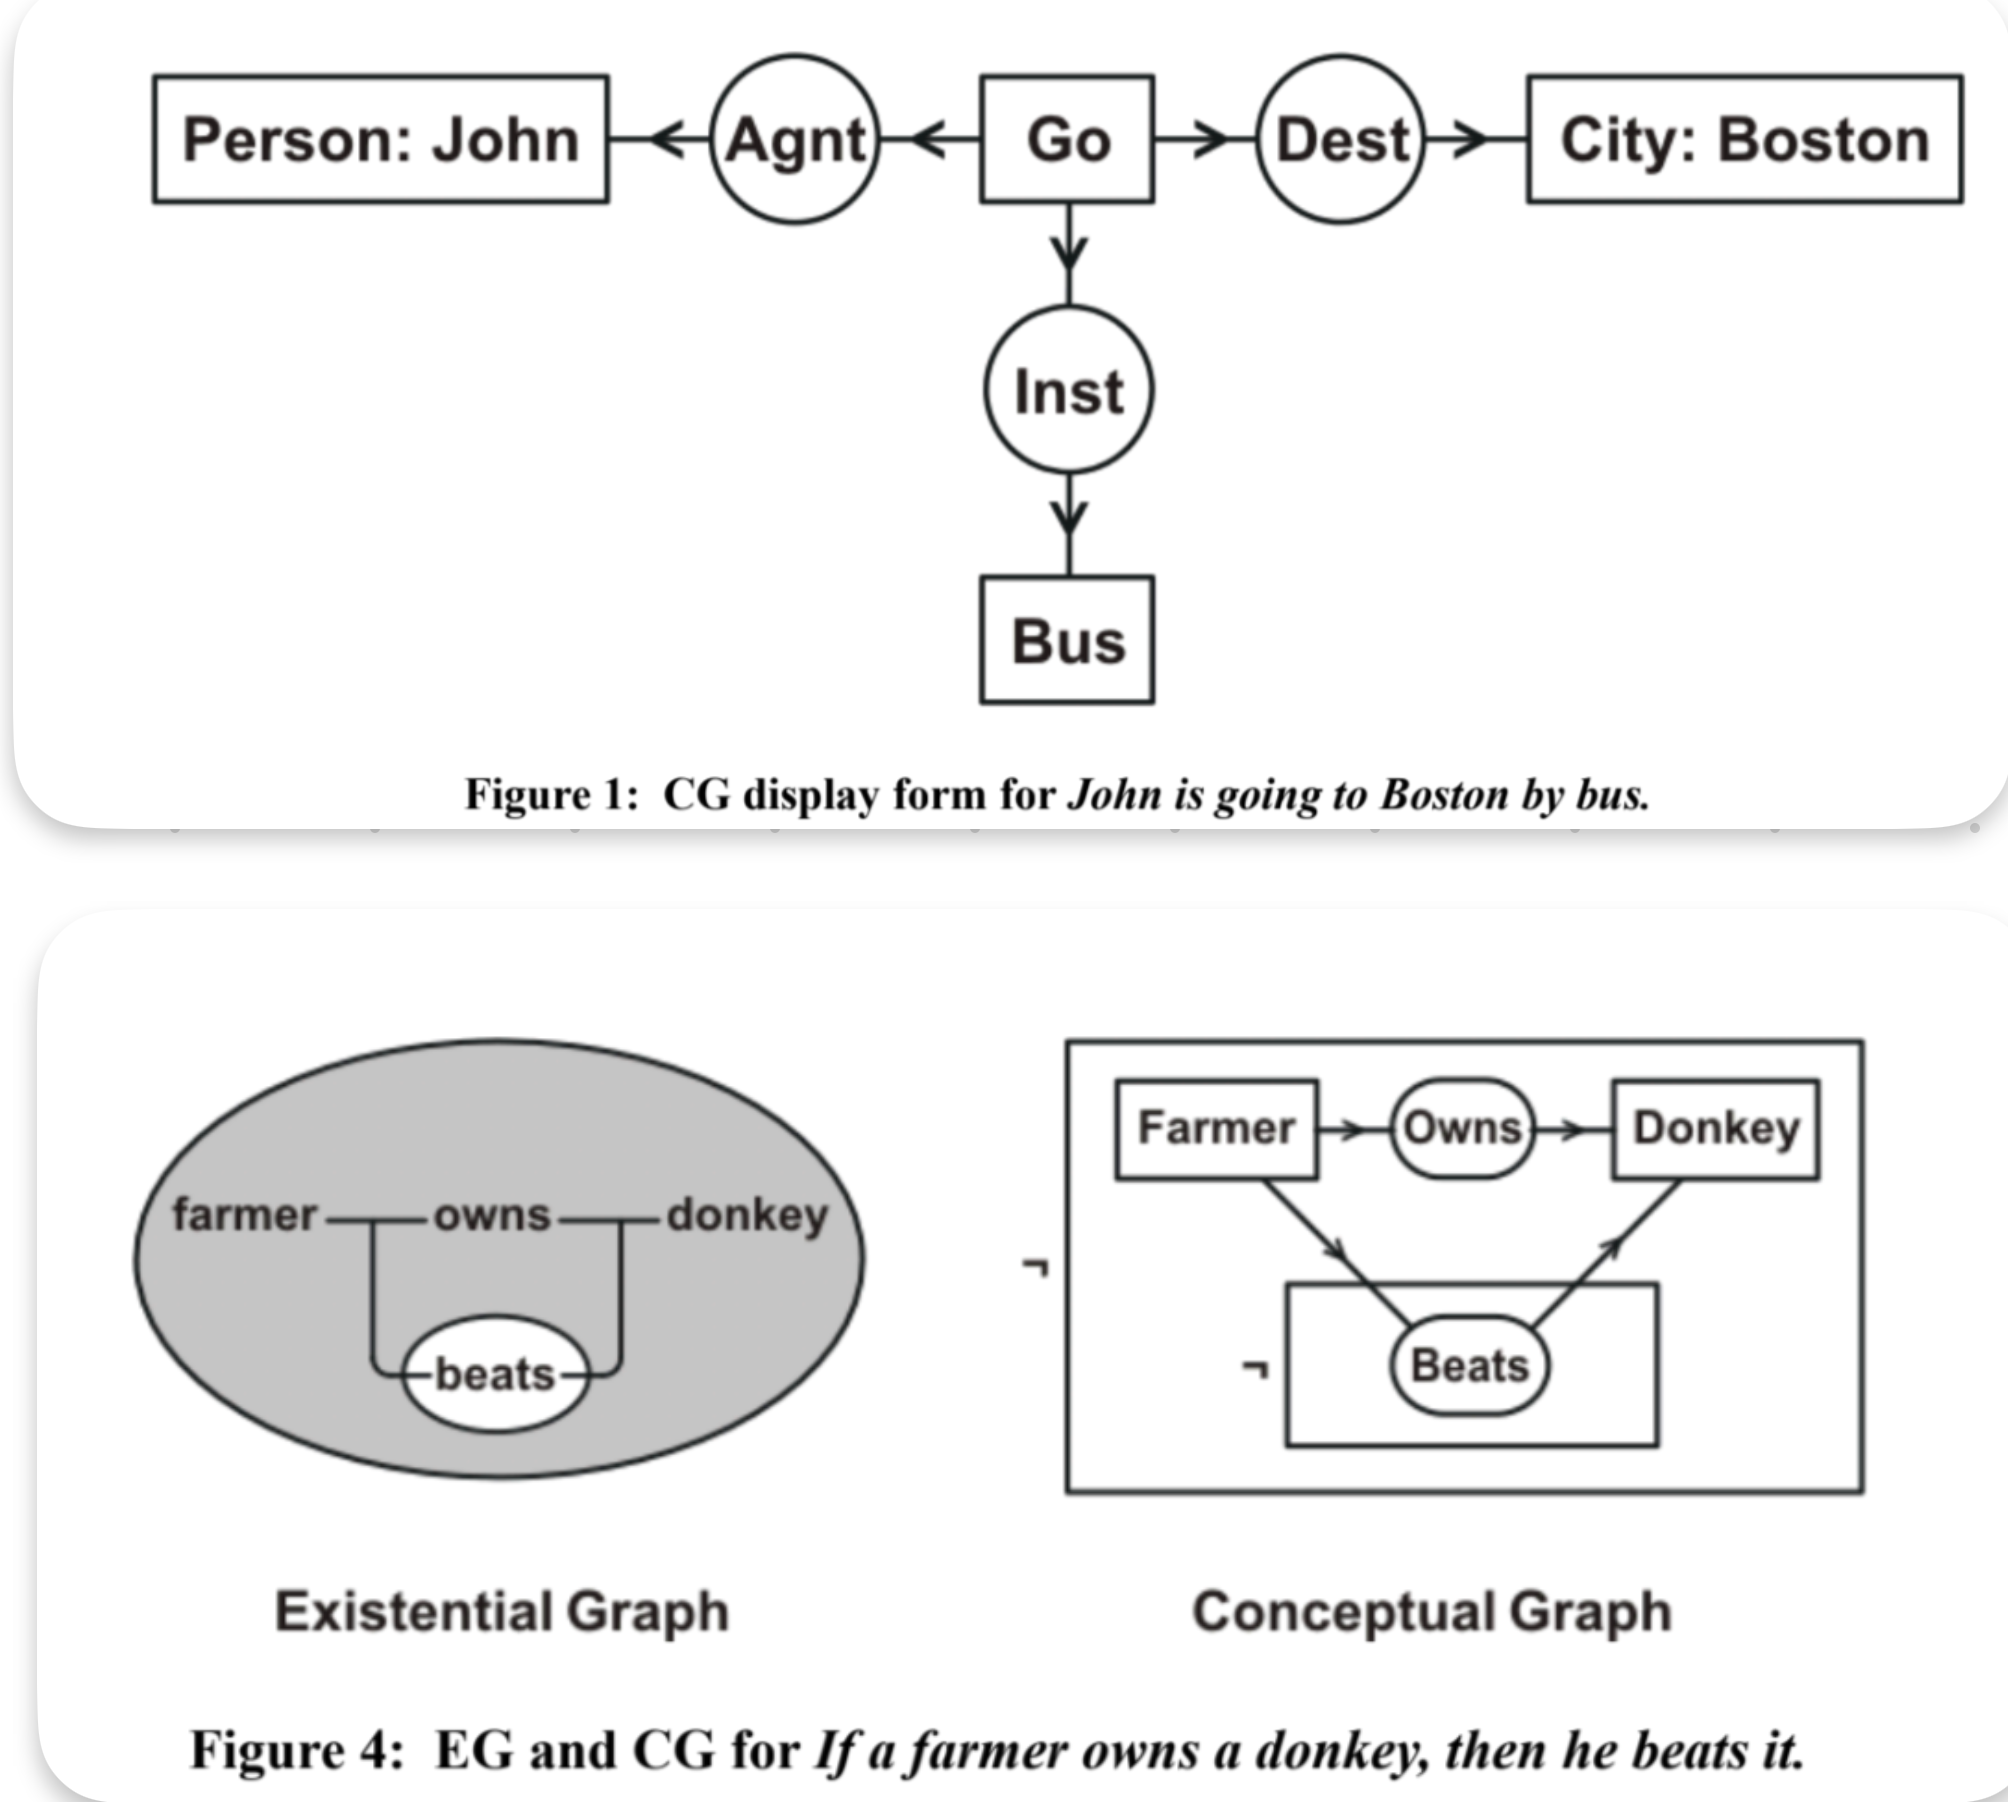 Person: John Agnt Go Dest City: Boston
Inst
Bus
Figure 1: CG display form for John is going to Boston by bus.
farmer owns donkey
beats
Existential Graph
Farmer Owns Donkey
¬
¬ Beats
Conceptual Graph
Figure 4: EG and CG for If a farmer owns a donkey, then he beats it.